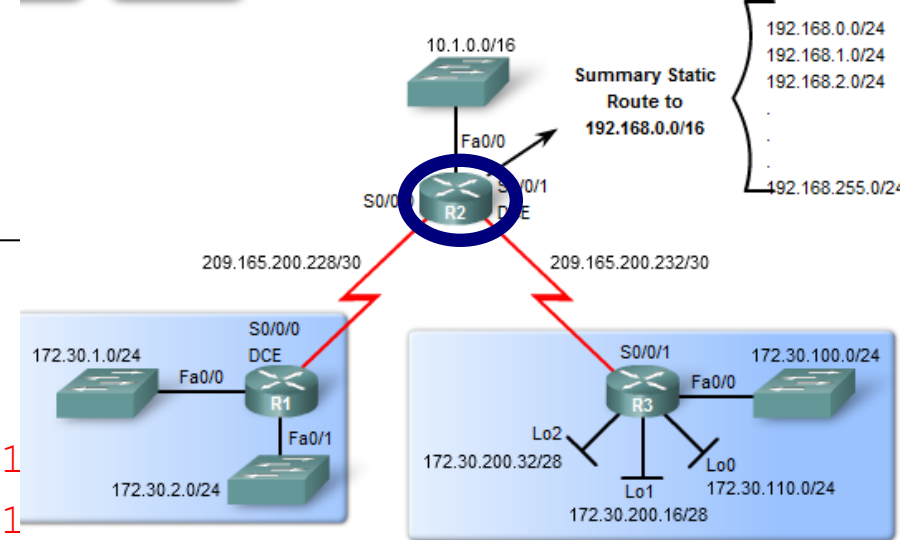 10.1.0.0/16
Summary Static
Route to
192.168.0.0/16
192.168.0.0/24
192.168.1.0/24
192.168.2.0/24
.
.
.
192.168.255.0/24
Fa0/0
S0/0/1
DCE
R2
209.165.200.228/30
209.165.200.232/30
S0/0/0
DCE
172.30.1.0/24
Fa0/0
R1
Fa0/1
172.30.2.0/24
S0/0/1
172.30.100.0/24
Fa0/0
R3
Lo2
172.30.200.32/28
Lo1
172.30.200.16/28
Lo0
172.30.110.0/24
1
1